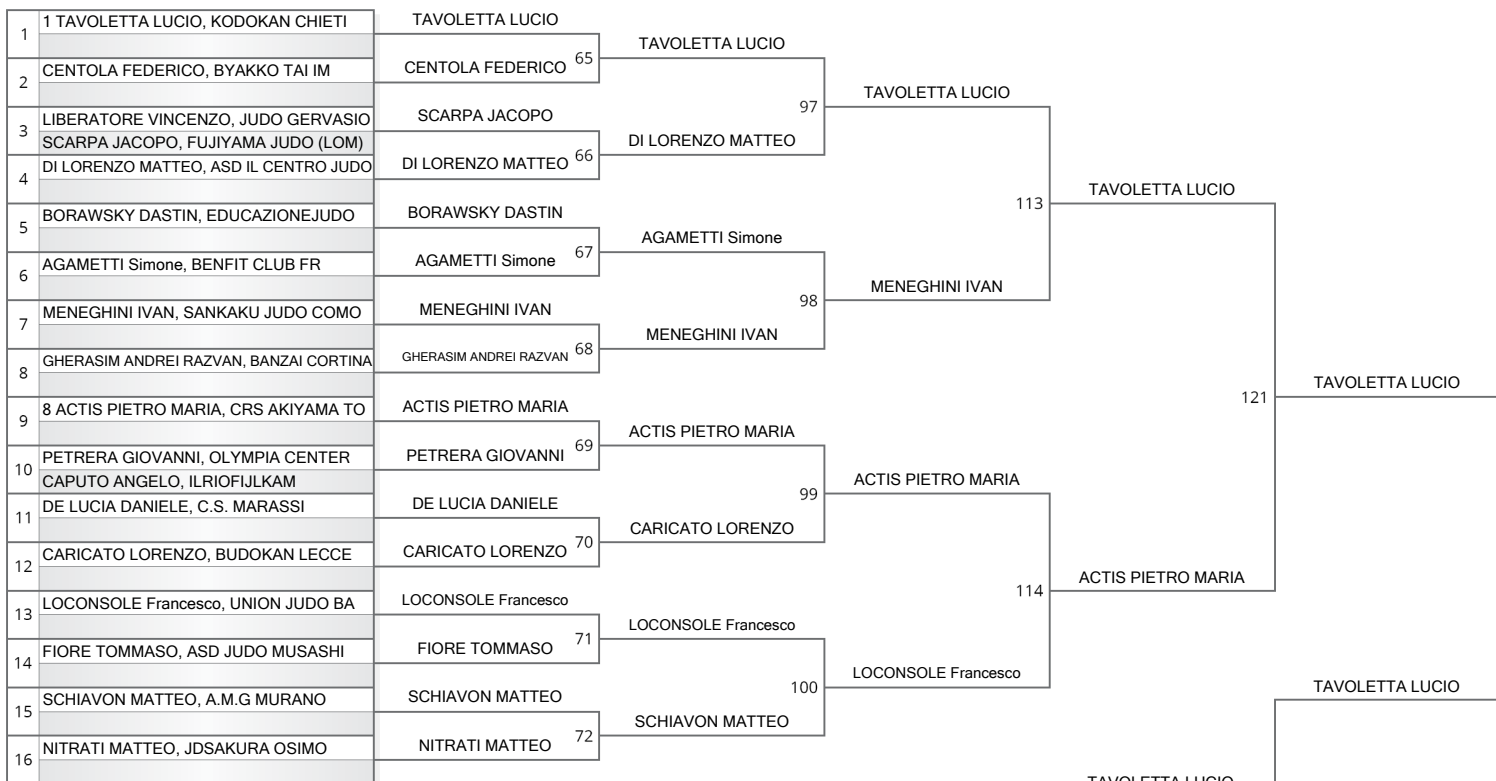 1 1 TAVOLETTA LUCIO, KODOKAN CHIETI
2 CENTOLA FEDERICO, BYAKKO TAI IM
3 LIBERATORE VINCENZO, JUDO GERVASIO
SCARPA JACOPO, FUJIYAMA JUDO (LOM)
4 DI LORENZO MATTEO, ASD IL CENTRO JUDO
5 BORAWSKY DASTIN, EDUCAZIONEJUDO
6 AGAMETTI Simone, BENFIT CLUB FR
7 MENEGHINI IVAN, SANKAKU JUDO COMO
8 GHERASIM ANDREI RAZVAN, BANZAI CORTINA
9 8 ACTIS PIETRO MARIA, CRS AKIYAMA TO
10 PETRERA GIOVANNI, OLYMPIA CENTER
CAPUTO ANGELO, ILRIOFIJLKAM
11 DE LUCIA DANIELE, C.S. MARASSI
12 CARICATO LORENZO, BUDOKAN LECCE
13 LOCONSOLE Francesco, UNION JUDO BA
14 FIORE TOMMASO, ASD JUDO MUSASHI
15 SCHIAVON MATTEO, A.M.G MURANO
16 NITRATI MATTEO, JDSAKURA OSIMO
TAVOLETTA LUCIO
65
CENTOLA FEDERICO
SCARPA JACOPO
66
DI LORENZO MATTEO
BORAWSKY DASTIN
67
AGAMETTI Simone
MENEGHINI IVAN
68
GHERASIM ANDREI RAZVAN
ACTIS PIETRO MARIA
69
PETRERA GIOVANNI
DE LUCIA DANIELE
70
CARICATO LORENZO
LOCONSOLE Francesco
71
FIORE TOMMASO
SCHIAVON MATTEO
72
NITRATI MATTEO
TAVOLETTA LUCIO
97
DI LORENZO MATTEO
AGAMETTI Simone
98
MENEGHINI IVAN
ACTIS PIETRO MARIA
99
CARICATO LORENZO
LOCONSOLE Francesco
100
SCHIAVON MATTEO
TAVOLETTA LUCIO
113
MENEGHINI IVAN
ACTIS PIETRO MARIA
114
LOCONSOLE Francesco
TAVOLETTA LUCIO
121
ACTIS PIETRO MARIA
TAVOLETTA LUCIO
TAVOLETTA LUCIO
TAVOLETTA LUCIO